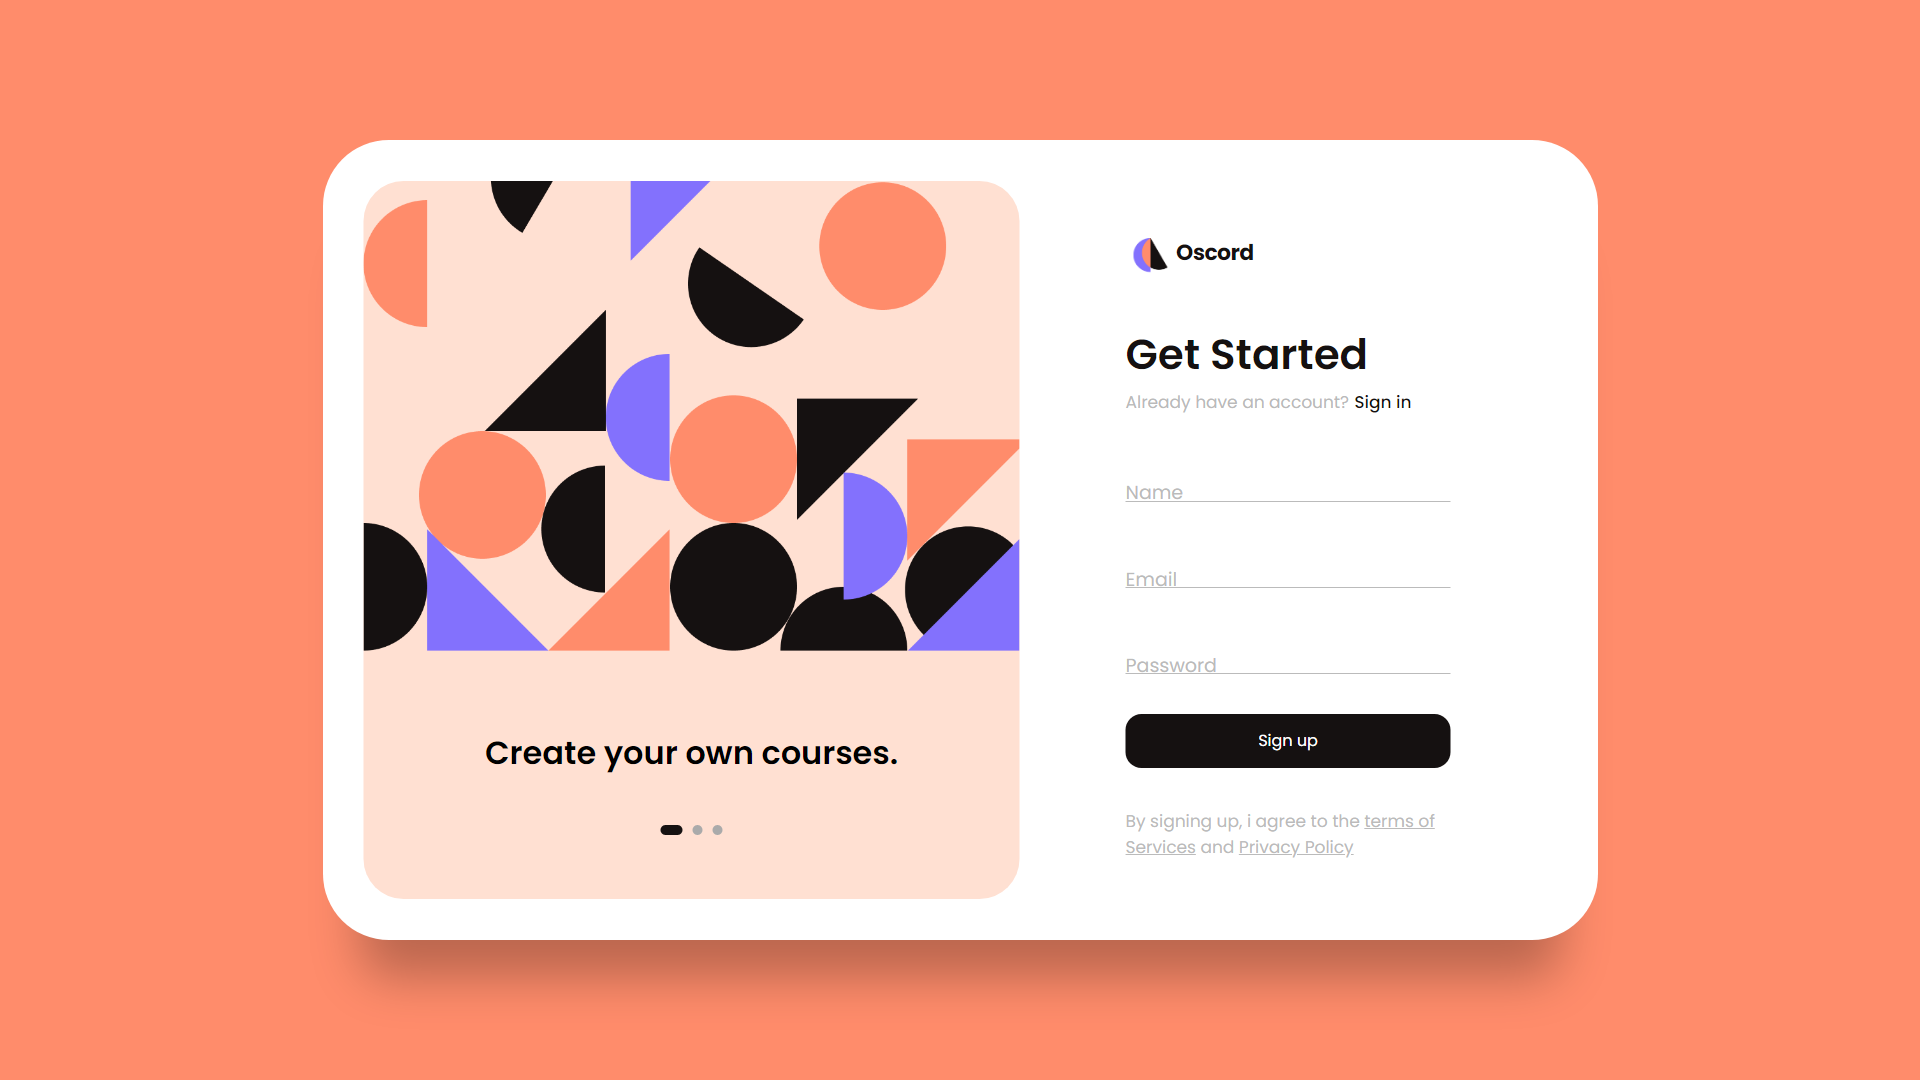 Create your own courses.
Oscord
Get Started
Already have an account? Sign in
Name
Email
Password
Sign up
By signing up, i agree to the terms of
Services and Privacy Policy